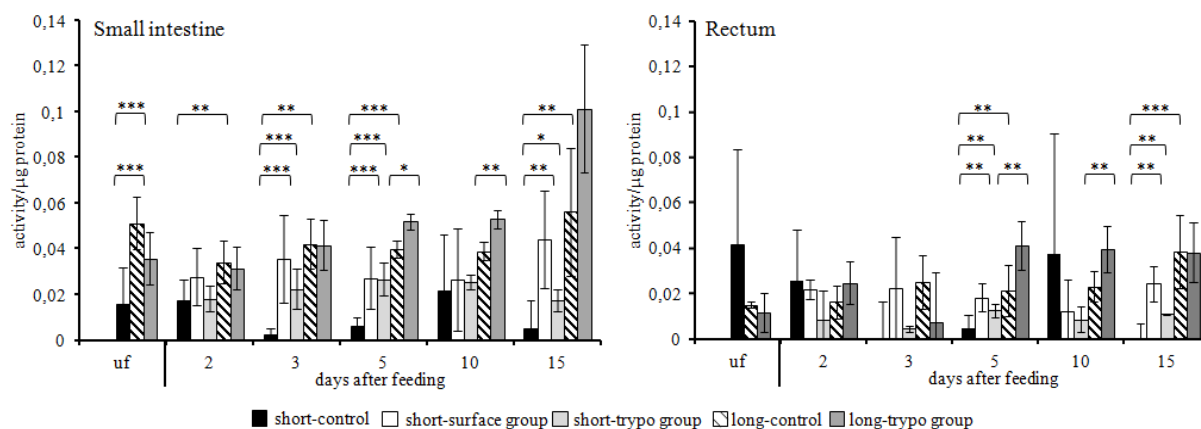 Small intestine
activity/µg protein
0,14
0,12
0,1
0,08
0,06
0,04
0,02
0
*** ** ** *** **
*** *** *
*** *** *** * ** **
uf 2 3 5 10 15
days after feeding
Rectum
activity/µg protein
0,14
0,12
0,1
0,08
0,06
0,04
0,02
0
** ***
** **
** ** ** **
uf 2 3 5 10 15
days after feeding
short-control short-surface group short-trypo group long-control long-trypo group